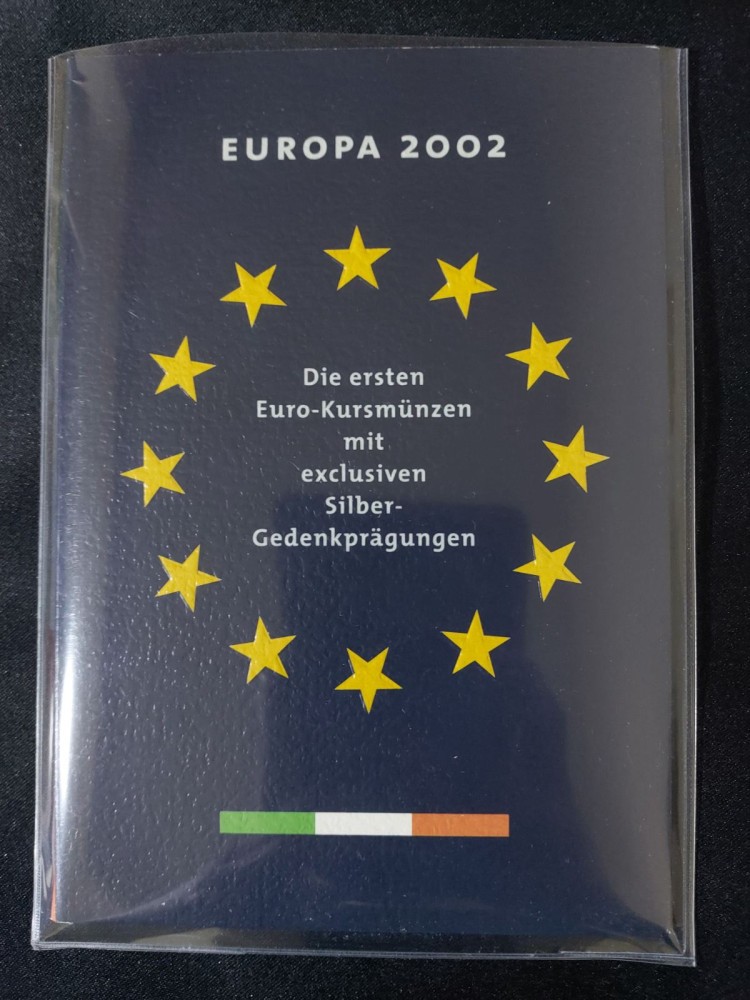 EUROPA 2002
Die ersten
Euro-Kursmünzen
mit
exclusiven
Silber-
Gedenkprägungen